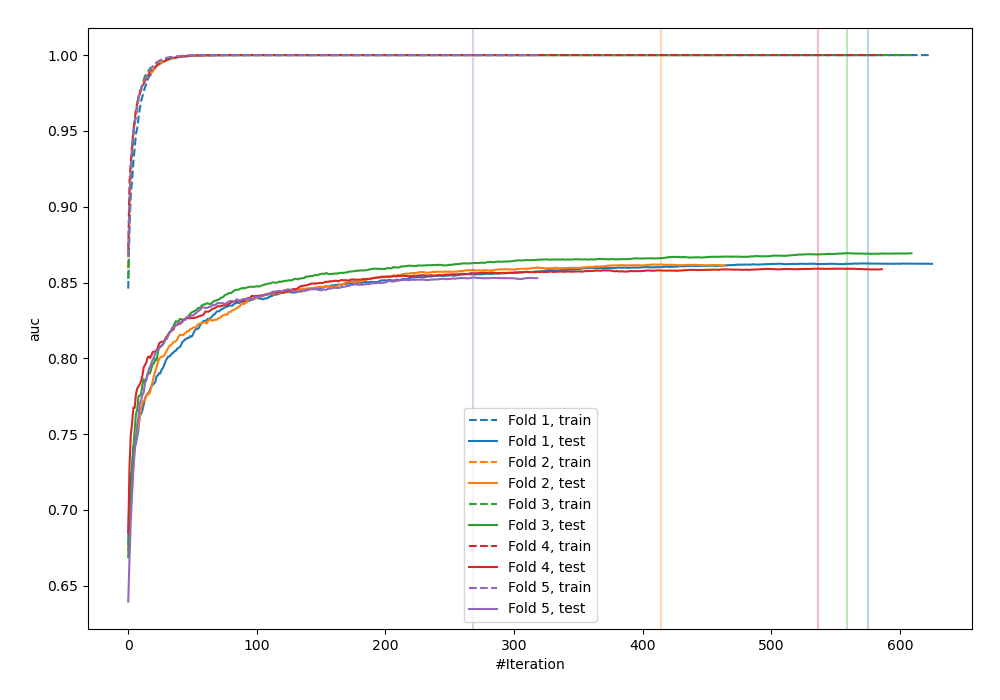 1.00
0.95
0.90
0.85
0.80
0.75
0.70
0.65
auc
Fold 1, train
Fold 1, test
Fold 2, train
Fold 2, test
Fold 3, train
Fold 3, test
Fold 4, train
Fold 4, test
Fold 5, train
Fold 5, test
0 100 200 300 400 500 600
#Iteration